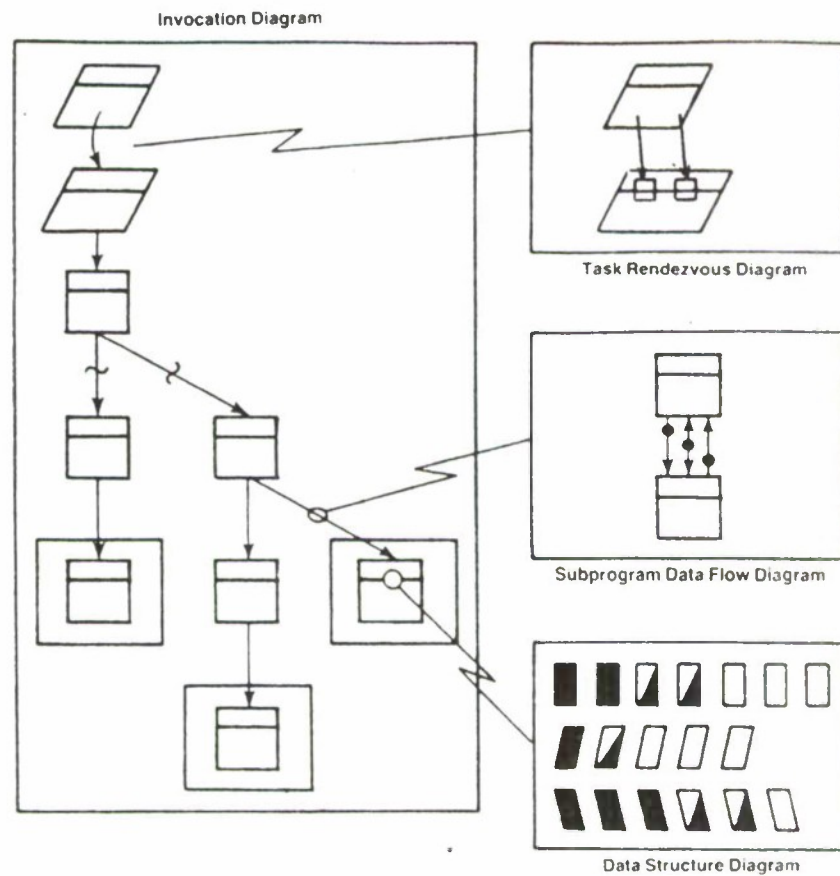 Invocation Diagram
Task Rendezvous Diagram
Subprogram Data Flow Diagram
Data Structure Diagram